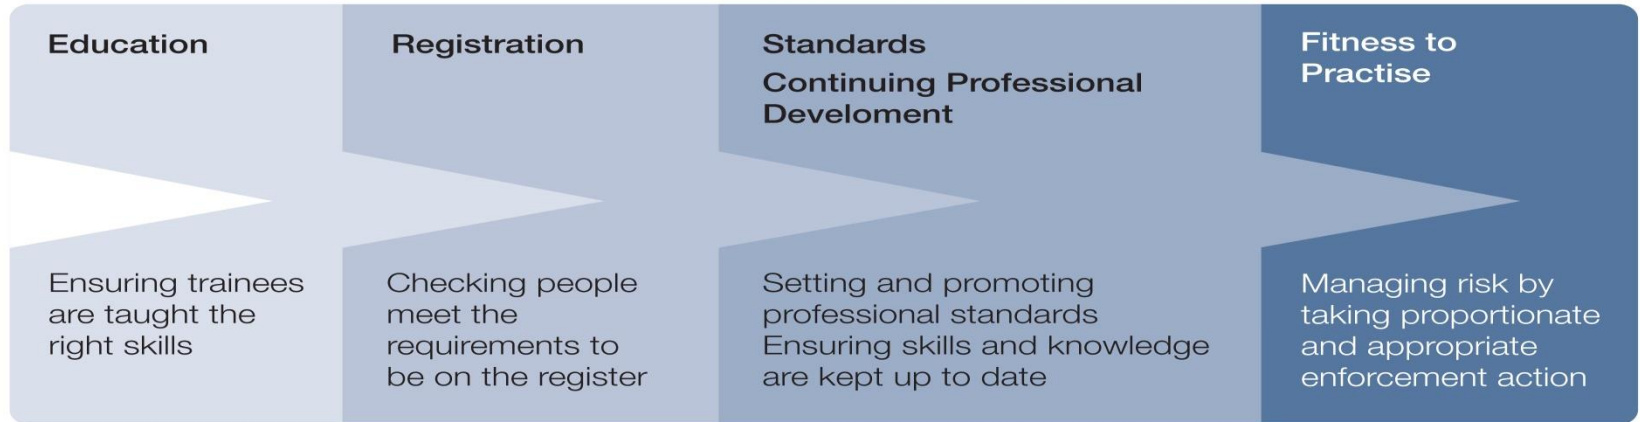 Education
Ensuring trainees
are taught the
right skills
Registration
Checking people
meet the
requirements to
be on the register
Standards
Continuing Professional
Develoment
Setting and promoting
professional standards
Ensuring skills and knowledge
are kept up to date
Fitness to
Practise
Managing risk by
taking proportionate
and appropriate
enforcement action